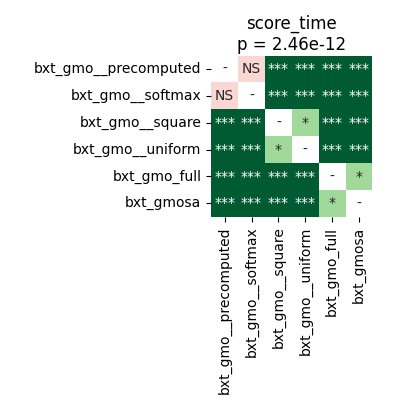 score_time
p = 2.46e-12
bxt_gmo__precomputed - NS *** *** *** ***
bxt_gmo__softmax NS - *** *** *** ***
bxt_gmo__square *** *** - * *** ***
bxt_gmo__uniform *** *** * - *** ***
bxt_gmo_full *** *** *** *** - *
bxt_gmosa *** *** *** *** * -
bxt_gmo__precomputed
bxt_gmo__softmax
bxt_gmo__square
bxt_gmo__uniform
bxt_gmo_full
bxt_gmosa